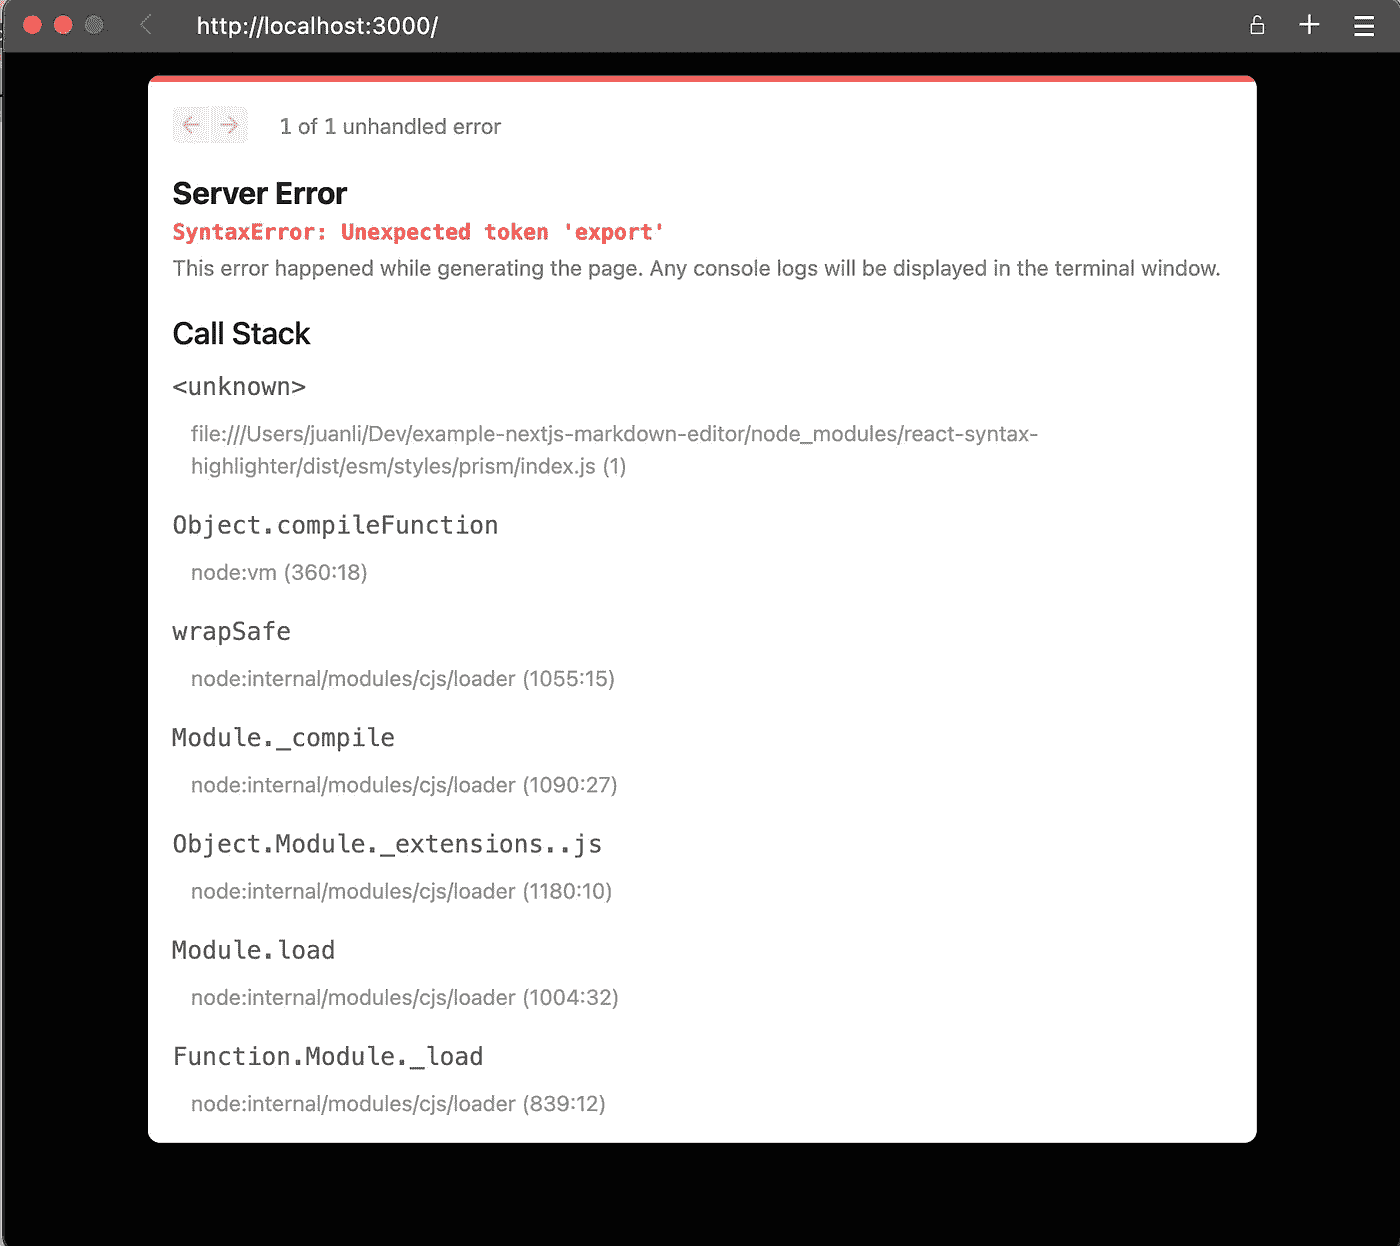 http://localhost:3000/
1 of 1 unhandled error
Server Error
SyntaxError: Unexpected token 'export'
This error happened while generating the page. Any console logs will be displayed in the terminal window.
Call Stack
<unknown>
file:///Users/juanli/Dev/example-nextjs-markdown-editor/node_modules/react-syntax-
highlighter/dist/esm/styles/prism/index.js (1)
Object.compileFunction
node:vm (360:18)
wrapSafe
node:internal/modules/cjs/loader (1055:15)
Module._compile
node:internal/modules/cjs/loader (1090:27)
Object.Module._extensions..js
node:internal/modules/cjs/loader (1180:10)
Module.load
node:internal/modules/cjs/loader (1004:32)
Function.Module._load
node:internal/modules/cjs/loader (839:12)